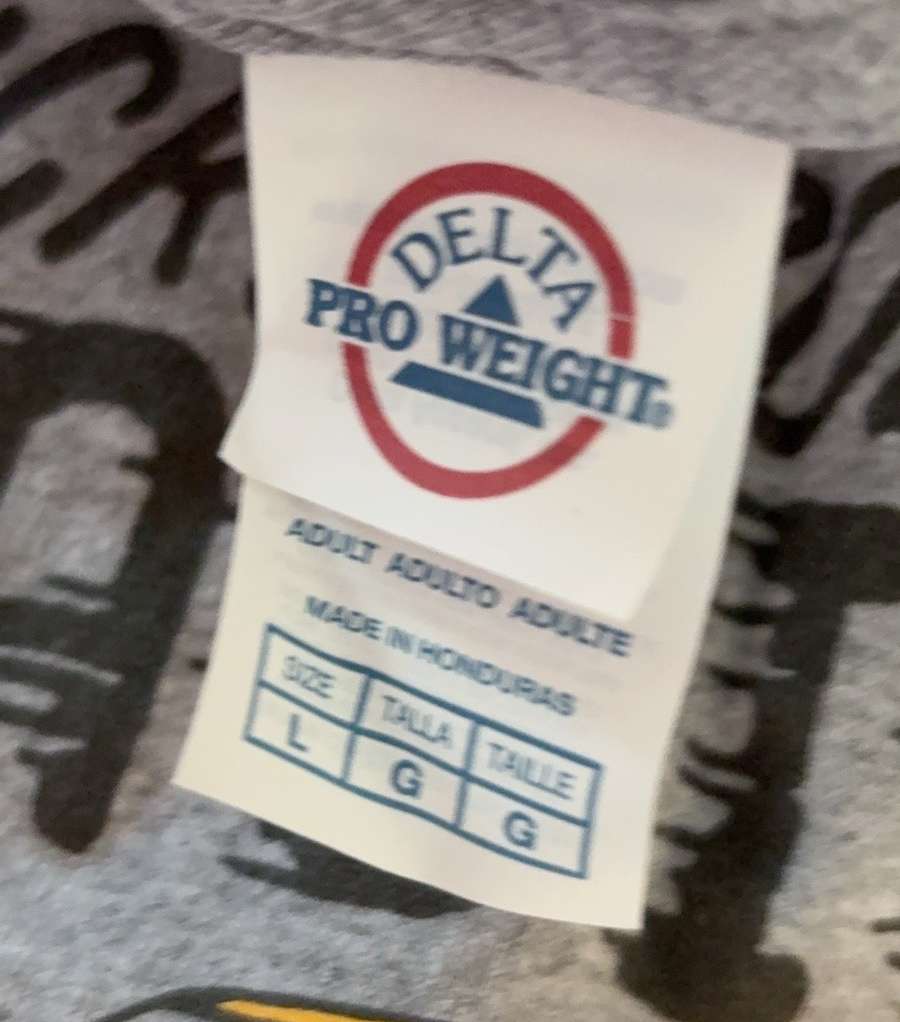 DELTA
PRO WEIGHT®
ADULT ADULTO ADULTE
MADE IN HONDURAS
SIZE TALLA TAILLE
L G G